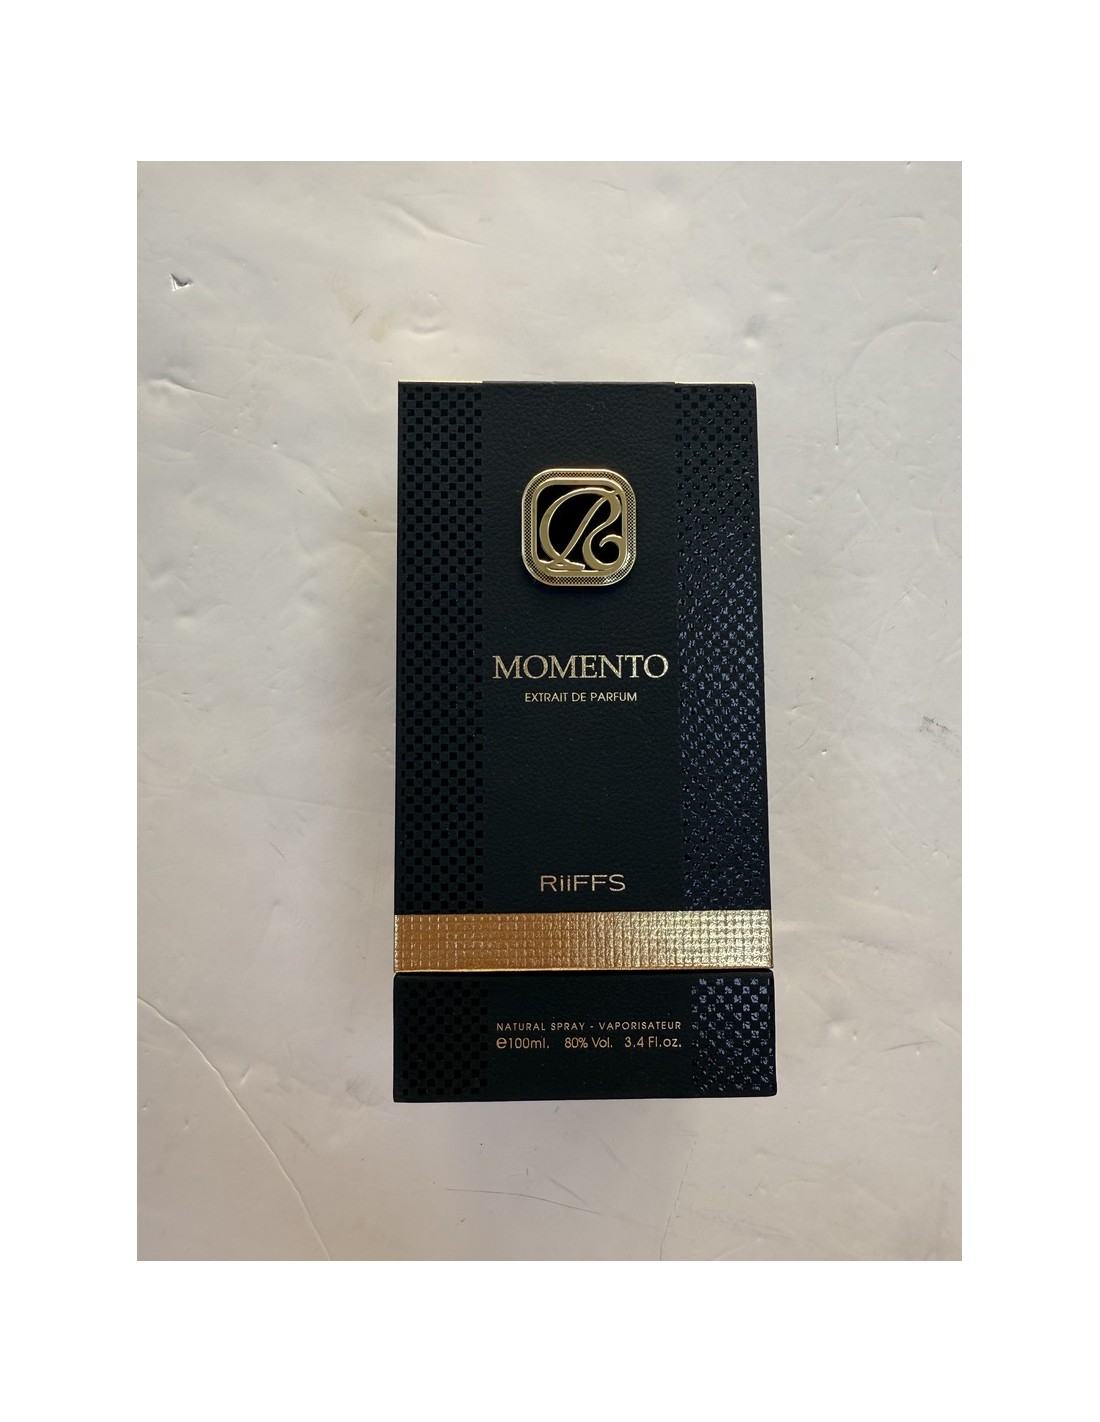 R
MOMENTO
EXTRAIT DE PARFUM
RiiFFS
NATURAL SPRAY - VAPORISATEUR
℮100ml. 80% Vol. 3.4 Fl.oz.